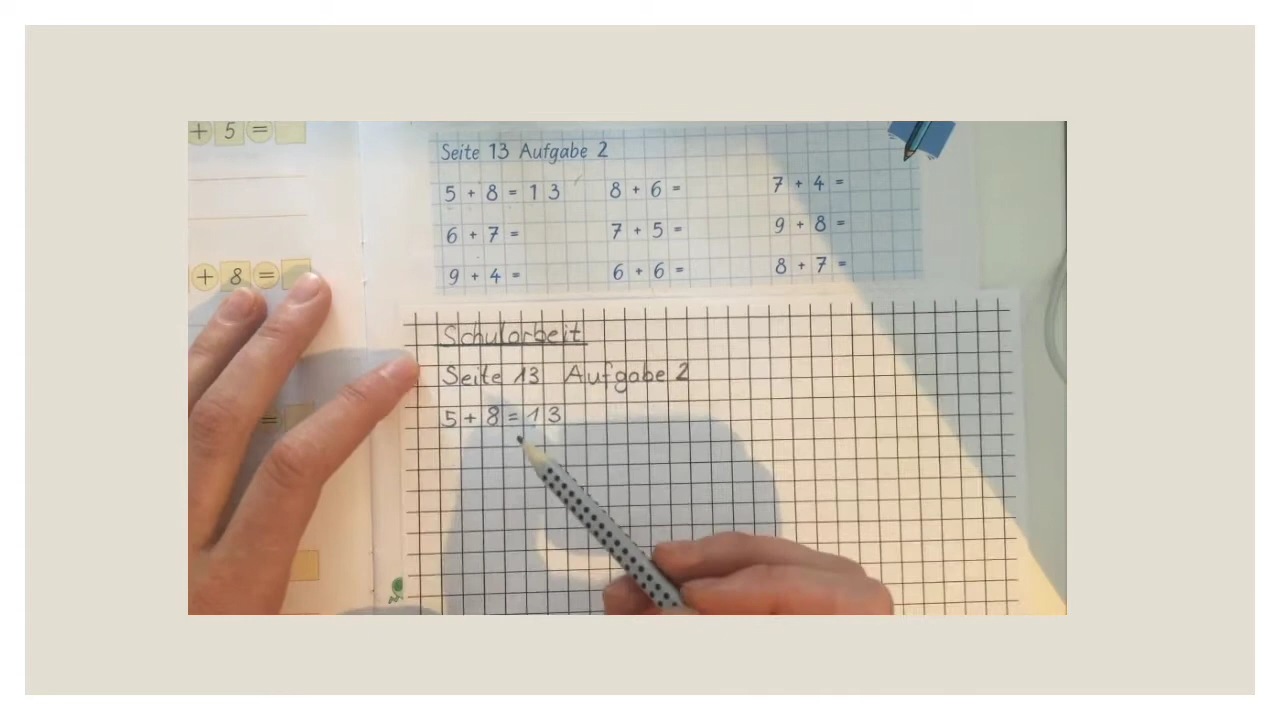 + 5 =
+ 8 =
=
Seite 13 Aufgabe 2
5 + 8 = 13 8 + 6 = 7 + 4 =
6 + 7 = 7 + 5 = 9 + 8 =
9 + 4 = 6 + 6 = 8 + 7 =
Schularbeit
Seite 13 Aufgabe 2
5 + 8 = 13